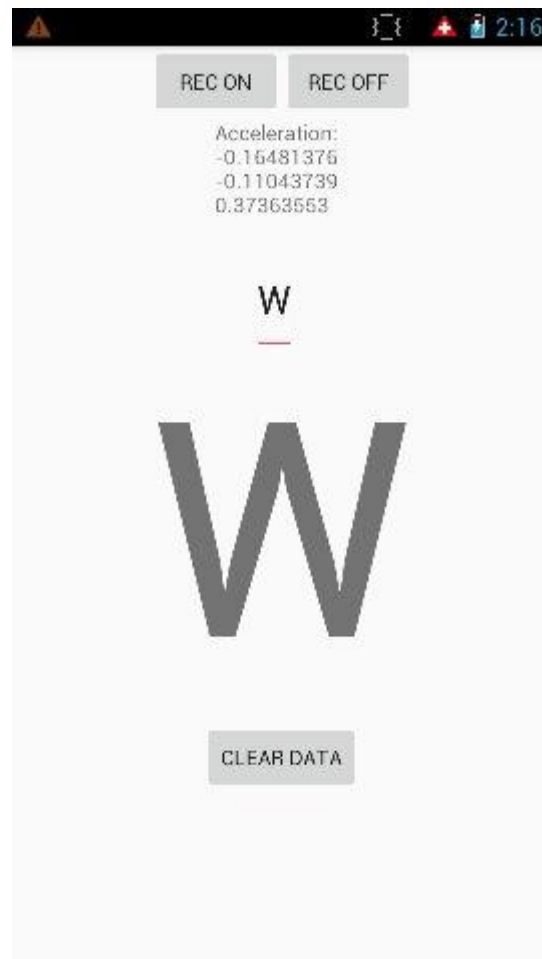 2:16
REC ON REC OFF
Acceleration:
-0.16481376
-0.11043739
0.37363553
W
W
CLEAR DATA